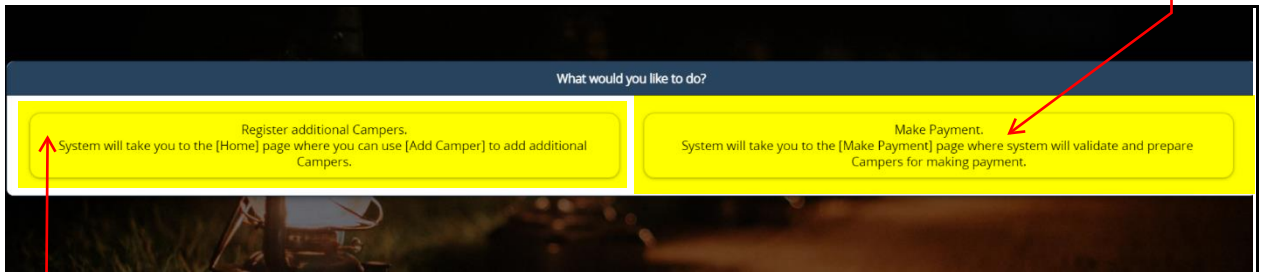 What would you like to do?
Register additional Campers.
System will take you to the [Home] page where you can use [Add Camper] to add additional
Campers.
Make Payment.
System will take you to the [Make Payment] page where system will validate and prepare
Campers for making payment.